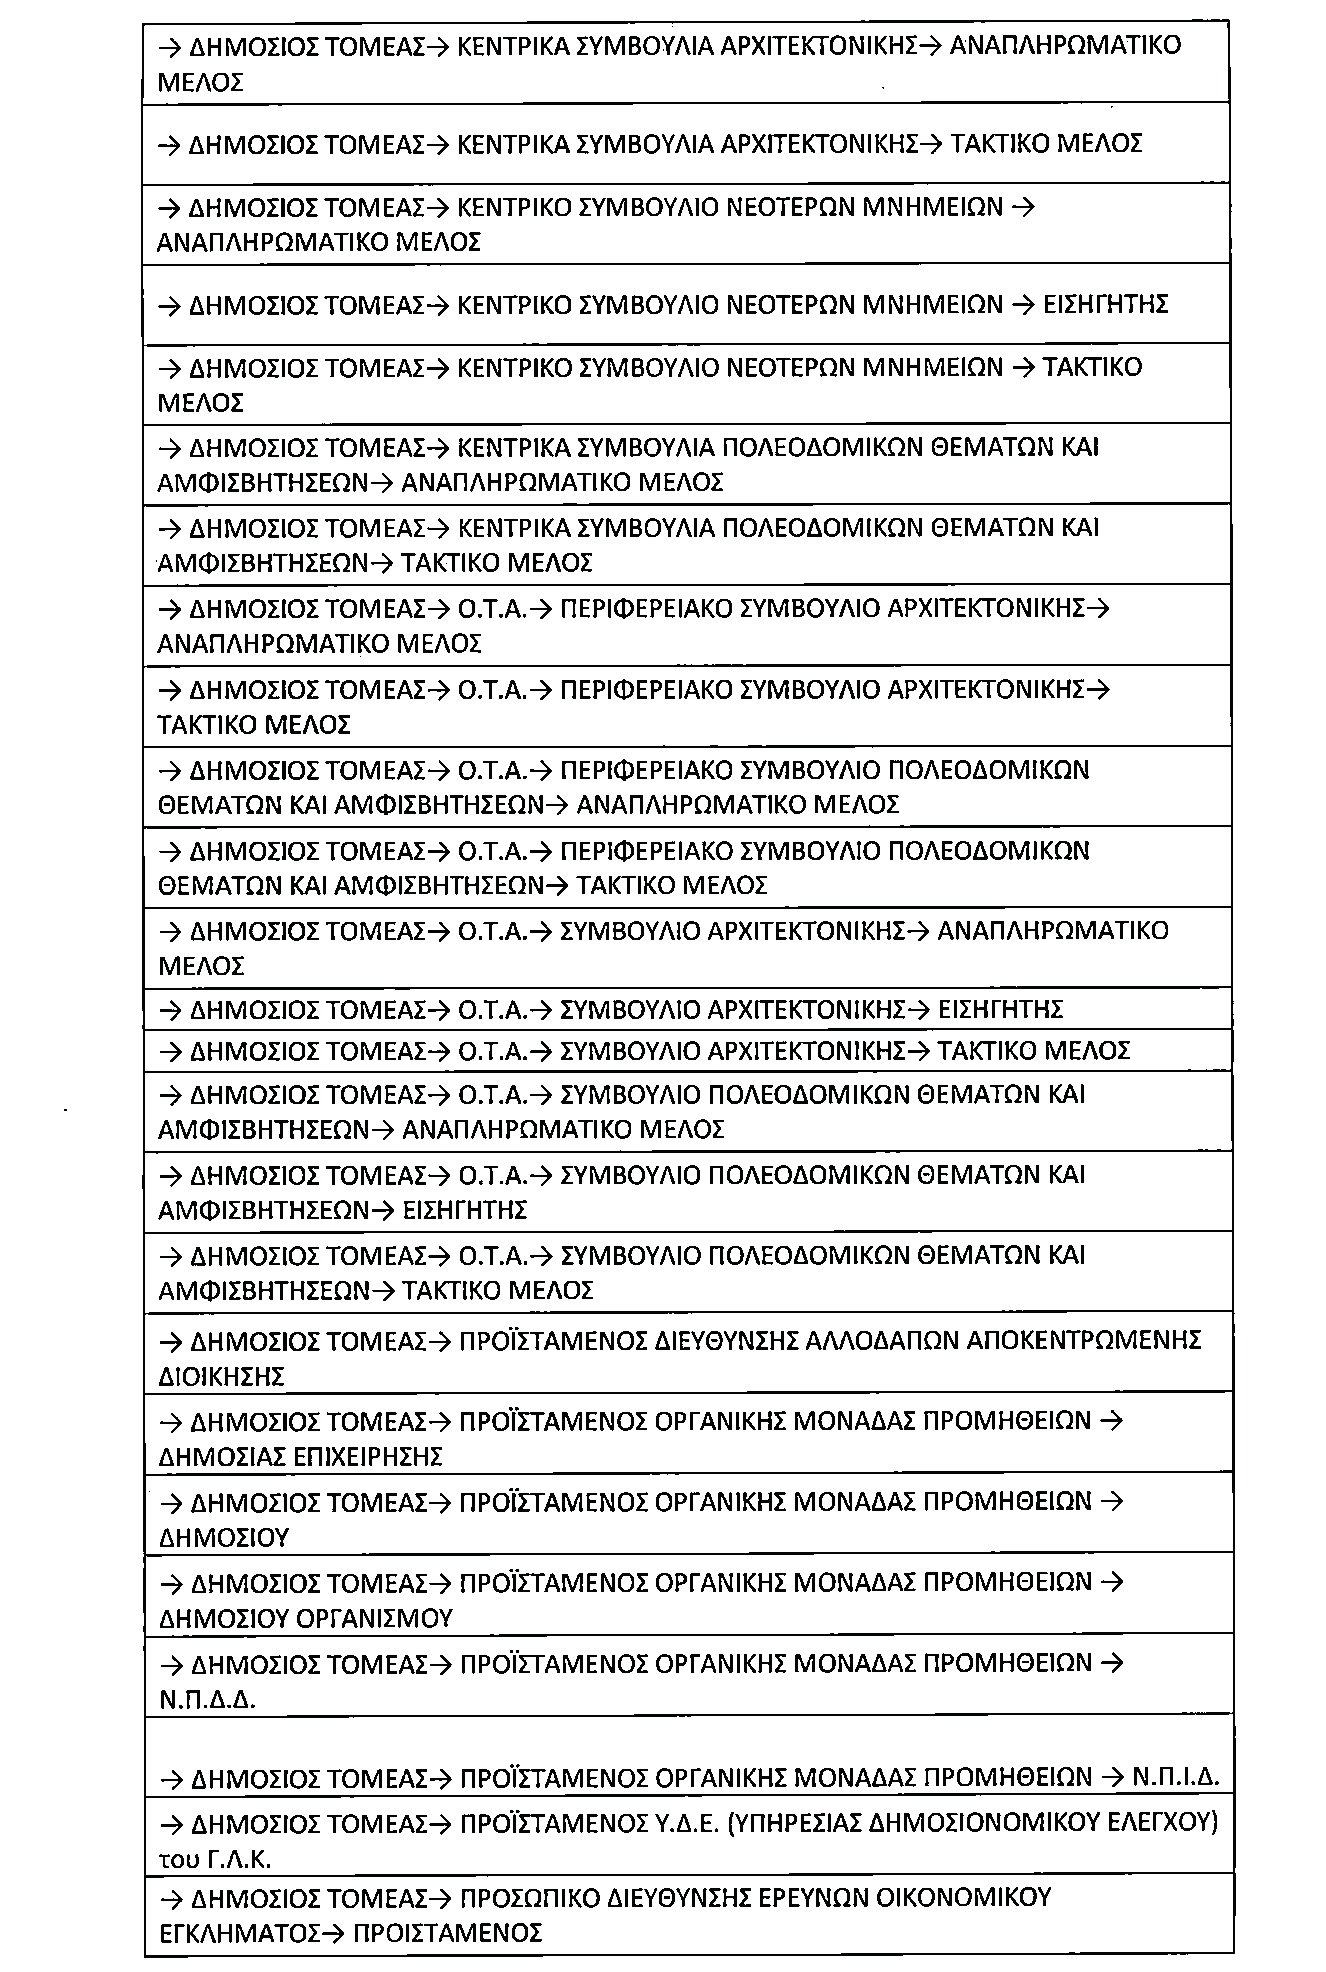 → ΔΗΜΟΣΙΟΣ ΤΟΜΕΑΣ→ ΚΕΝΤΡΙΚΑ ΣΥΜΒΟΥΛΙΑ ΑΡΧΙΤΕΚΤΟΝΙΚΗΣ→ ΑΝΑΠΛΗΡΩΜΑΤΙΚΟ
ΜΕΛΟΣ
→ ΔΗΜΟΣΙΟΣ ΤΟΜΕΑΣ→ ΚΕΝΤΡΙΚΑ ΣΥΜΒΟΥΛΙΑ ΑΡΧΙΤΕΚΤΟΝΙΚΗΣ→ ΤΑΚΤΙΚΟ ΜΕΛΟΣ
→ ΔΗΜΟΣΙΟΣ ΤΟΜΕΑΣ→ ΚΕΝΤΡΙΚΟ ΣΥΜΒΟΥΛΙΟ ΝΕΟΤΕΡΩΝ ΜΝΗΜΕΙΩΝ →
ΑΝΑΠΛΗΡΩΜΑΤΙΚΟ ΜΕΛΟΣ
→ ΔΗΜΟΣΙΟΣ ΤΟΜΕΑΣ→ ΚΕΝΤΡΙΚΟ ΣΥΜΒΟΥΛΙΟ ΝΕΟΤΕΡΩΝ ΜΝΗΜΕΙΩΝ → ΕΙΣΗΓΗΤΗΣ
→ ΔΗΜΟΣΙΟΣ ΤΟΜΕΑΣ→ ΚΕΝΤΡΙΚΟ ΣΥΜΒΟΥΛΙΟ ΝΕΟΤΕΡΩΝ ΜΝΗΜΕΙΩΝ → ΤΑΚΤΙΚΟ
ΜΕΛΟΣ
→ ΔΗΜΟΣΙΟΣ ΤΟΜΕΑΣ→ ΚΕΝΤΡΙΚΑ ΣΥΜΒΟΥΛΙΑ ΠΟΛΕΟΔΟΜΙΚΩΝ ΘΕΜΑΤΩΝ ΚΑΙ
ΑΜΦΙΣΒΗΤΗΣΕΩΝ→ ΑΝΑΠΛΗΡΩΜΑΤΙΚΟ ΜΕΛΟΣ
→ ΔΗΜΟΣΙΟΣ ΤΟΜΕΑΣ→ ΚΕΝΤΡΙΚΑ ΣΥΜΒΟΥΛΙΑ ΠΟΛΕΟΔΟΜΙΚΩΝ ΘΕΜΑΤΩΝ ΚΑΙ
ΑΜΦΙΣΒΗΤΗΣΕΩΝ→ ΤΑΚΤΙΚΟ ΜΕΛΟΣ
→ ΔΗΜΟΣΙΟΣ ΤΟΜΕΑΣ→ Ο.Τ.Α.→ ΠΕΡΙΦΕΡΕΙΑΚΟ ΣΥΜΒΟΥΛΙΟ ΑΡΧΙΤΕΚΤΟΝΙΚΗΣ→
ΑΝΑΠΛΗΡΩΜΑΤΙΚΟ ΜΕΛΟΣ
→ ΔΗΜΟΣΙΟΣ ΤΟΜΕΑΣ→ Ο.Τ.Α.→ ΠΕΡΙΦΕΡΕΙΑΚΟ ΣΥΜΒΟΥΛΙΟ ΑΡΧΙΤΕΚΤΟΝΙΚΗΣ→
ΤΑΚΤΙΚΟ ΜΕΛΟΣ
→ ΔΗΜΟΣΙΟΣ ΤΟΜΕΑΣ→ Ο.Τ.Α.→ ΠΕΡΙΦΕΡΕΙΑΚΟ ΣΥΜΒΟΥΛΙΟ ΠΟΛΕΟΔΟΜΙΚΩΝ
ΘΕΜΑΤΩΝ ΚΑΙ ΑΜΦΙΣΒΗΤΗΣΕΩΝ→ ΑΝΑΠΛΗΡΩΜΑΤΙΚΟ ΜΕΛΟΣ
→ ΔΗΜΟΣΙΟΣ ΤΟΜΕΑΣ→ Ο.Τ.Α.→ ΠΕΡΙΦΕΡΕΙΑΚΟ ΣΥΜΒΟΥΛΙΟ ΠΟΛΕΟΔΟΜΙΚΩΝ
ΘΕΜΑΤΩΝ ΚΑΙ ΑΜΦΙΣΒΗΤΗΣΕΩΝ→ ΤΑΚΤΙΚΟ ΜΕΛΟΣ
→ ΔΗΜΟΣΙΟΣ ΤΟΜΕΑΣ→ Ο.Τ.Α.→ ΣΥΜΒΟΥΛΙΟ ΑΡΧΙΤΕΚΤΟΝΙΚΗΣ→ ΑΝΑΠΛΗΡΩΜΑΤΙΚΟ
ΜΕΛΟΣ
→ ΔΗΜΟΣΙΟΣ ΤΟΜΕΑΣ→ Ο.Τ.Α.→ ΣΥΜΒΟΥΛΙΟ ΑΡΧΙΤΕΚΤΟΝΙΚΗΣ→ ΕΙΣΗΓΗΤΗΣ
→ ΔΗΜΟΣΙΟΣ ΤΟΜΕΑΣ→ Ο.Τ.Α.→ ΣΥΜΒΟΥΛΙΟ ΑΡΧΙΤΕΚΤΟΝΙΚΗΣ→ ΤΑΚΤΙΚΟ ΜΕΛΟΣ
→ ΔΗΜΟΣΙΟΣ ΤΟΜΕΑΣ→ Ο.Τ.Α.→ ΣΥΜΒΟΥΛΙΟ ΠΟΛΕΟΔΟΜΙΚΩΝ ΘΕΜΑΤΩΝ ΚΑΙ
ΑΜΦΙΣΒΗΤΗΣΕΩΝ→ ΑΝΑΠΛΗΡΩΜΑΤΙΚΟ ΜΕΛΟΣ
→ ΔΗΜΟΣΙΟΣ ΤΟΜΕΑΣ→ Ο.Τ.Α.→ ΣΥΜΒΟΥΛΙΟ ΠΟΛΕΟΔΟΜΙΚΩΝ ΘΕΜΑΤΩΝ ΚΑΙ
ΑΜΦΙΣΒΗΤΗΣΕΩΝ→ ΕΙΣΗΓΗΤΗΣ
→ ΔΗΜΟΣΙΟΣ ΤΟΜΕΑΣ→ Ο.Τ.Α.→ ΣΥΜΒΟΥΛΙΟ ΠΟΛΕΟΔΟΜΙΚΩΝ ΘΕΜΑΤΩΝ ΚΑΙ
ΑΜΦΙΣΒΗΤΗΣΕΩΝ→ ΤΑΚΤΙΚΟ ΜΕΛΟΣ
→ ΔΗΜΟΣΙΟΣ ΤΟΜΕΑΣ→ ΠΡΟΪΣΤΑΜΕΝΟΣ ΔΙΕΥΘΥΝΣΗΣ ΑΛΛΟΔΑΠΩΝ ΑΠΟΚΕΝΤΡΩΜΕΝΗΣ
ΔΙΟΙΚΗΣΗΣ
→ ΔΗΜΟΣΙΟΣ ΤΟΜΕΑΣ→ ΠΡΟΪΣΤΑΜΕΝΟΣ ΟΡΓΑΝΙΚΗΣ ΜΟΝΑΔΑΣ ΠΡΟΜΗΘΕΙΩΝ →
ΔΗΜΟΣΙΑΣ ΕΠΙΧΕΙΡΗΣΗΣ
→ ΔΗΜΟΣΙΟΣ ΤΟΜΕΑΣ→ ΠΡΟΪΣΤΑΜΕΝΟΣ ΟΡΓΑΝΙΚΗΣ ΜΟΝΑΔΑΣ ΠΡΟΜΗΘΕΙΩΝ →
ΔΗΜΟΣΙΟΥ
→ ΔΗΜΟΣΙΟΣ ΤΟΜΕΑΣ→ ΠΡΟΪΣΤΑΜΕΝΟΣ ΟΡΓΑΝΙΚΗΣ ΜΟΝΑΔΑΣ ΠΡΟΜΗΘΕΙΩΝ →
ΔΗΜΟΣΙΟΥ ΟΡΓΑΝΙΣΜΟΥ
→ ΔΗΜΟΣΙΟΣ ΤΟΜΕΑΣ→ ΠΡΟΪΣΤΑΜΕΝΟΣ ΟΡΓΑΝΙΚΗΣ ΜΟΝΑΔΑΣ ΠΡΟΜΗΘΕΙΩΝ →
Ν.Π.Δ.Δ.
→ ΔΗΜΟΣΙΟΣ ΤΟΜΕΑΣ→ ΠΡΟΪΣΤΑΜΕΝΟΣ ΟΡΓΑΝΙΚΗΣ ΜΟΝΑΔΑΣ ΠΡΟΜΗΘΕΙΩΝ → Ν.Π.Ι.Δ.
→ ΔΗΜΟΣΙΟΣ ΤΟΜΕΑΣ→ ΠΡΟΪΣΤΑΜΕΝΟΣ Υ.Δ.Ε. (ΥΠΗΡΕΣΙΑΣ ΔΗΜΟΣΙΟΝΟΜΙΚΟΥ ΕΛΕΓΧΟΥ)
του Γ.Λ.Κ.
→ ΔΗΜΟΣΙΟΣ ΤΟΜΕΑΣ→ ΠΡΟΣΩΠΙΚΟ ΔΙΕΥΘΥΝΣΗΣ ΕΡΕΥΝΩΝ ΟΙΚΟΝΟΜΙΚΟΥ
ΕΓΚΛΗΜΑΤΟΣ→ ΠΡΟΙΣΤΑΜΕΝΟΣ